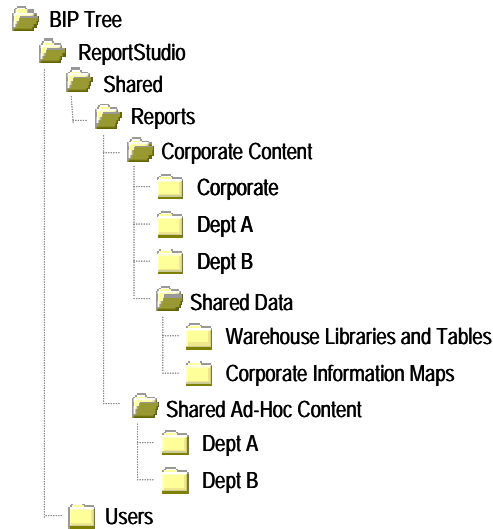 BIP Tree
ReportStudio
Shared
Reports
Corporate Content
Corporate
Dept A
Dept B
Shared Data
Warehouse Libraries and Tables
Corporate Information Maps
Shared Ad-Hoc Content
Dept A
Dept B
Users